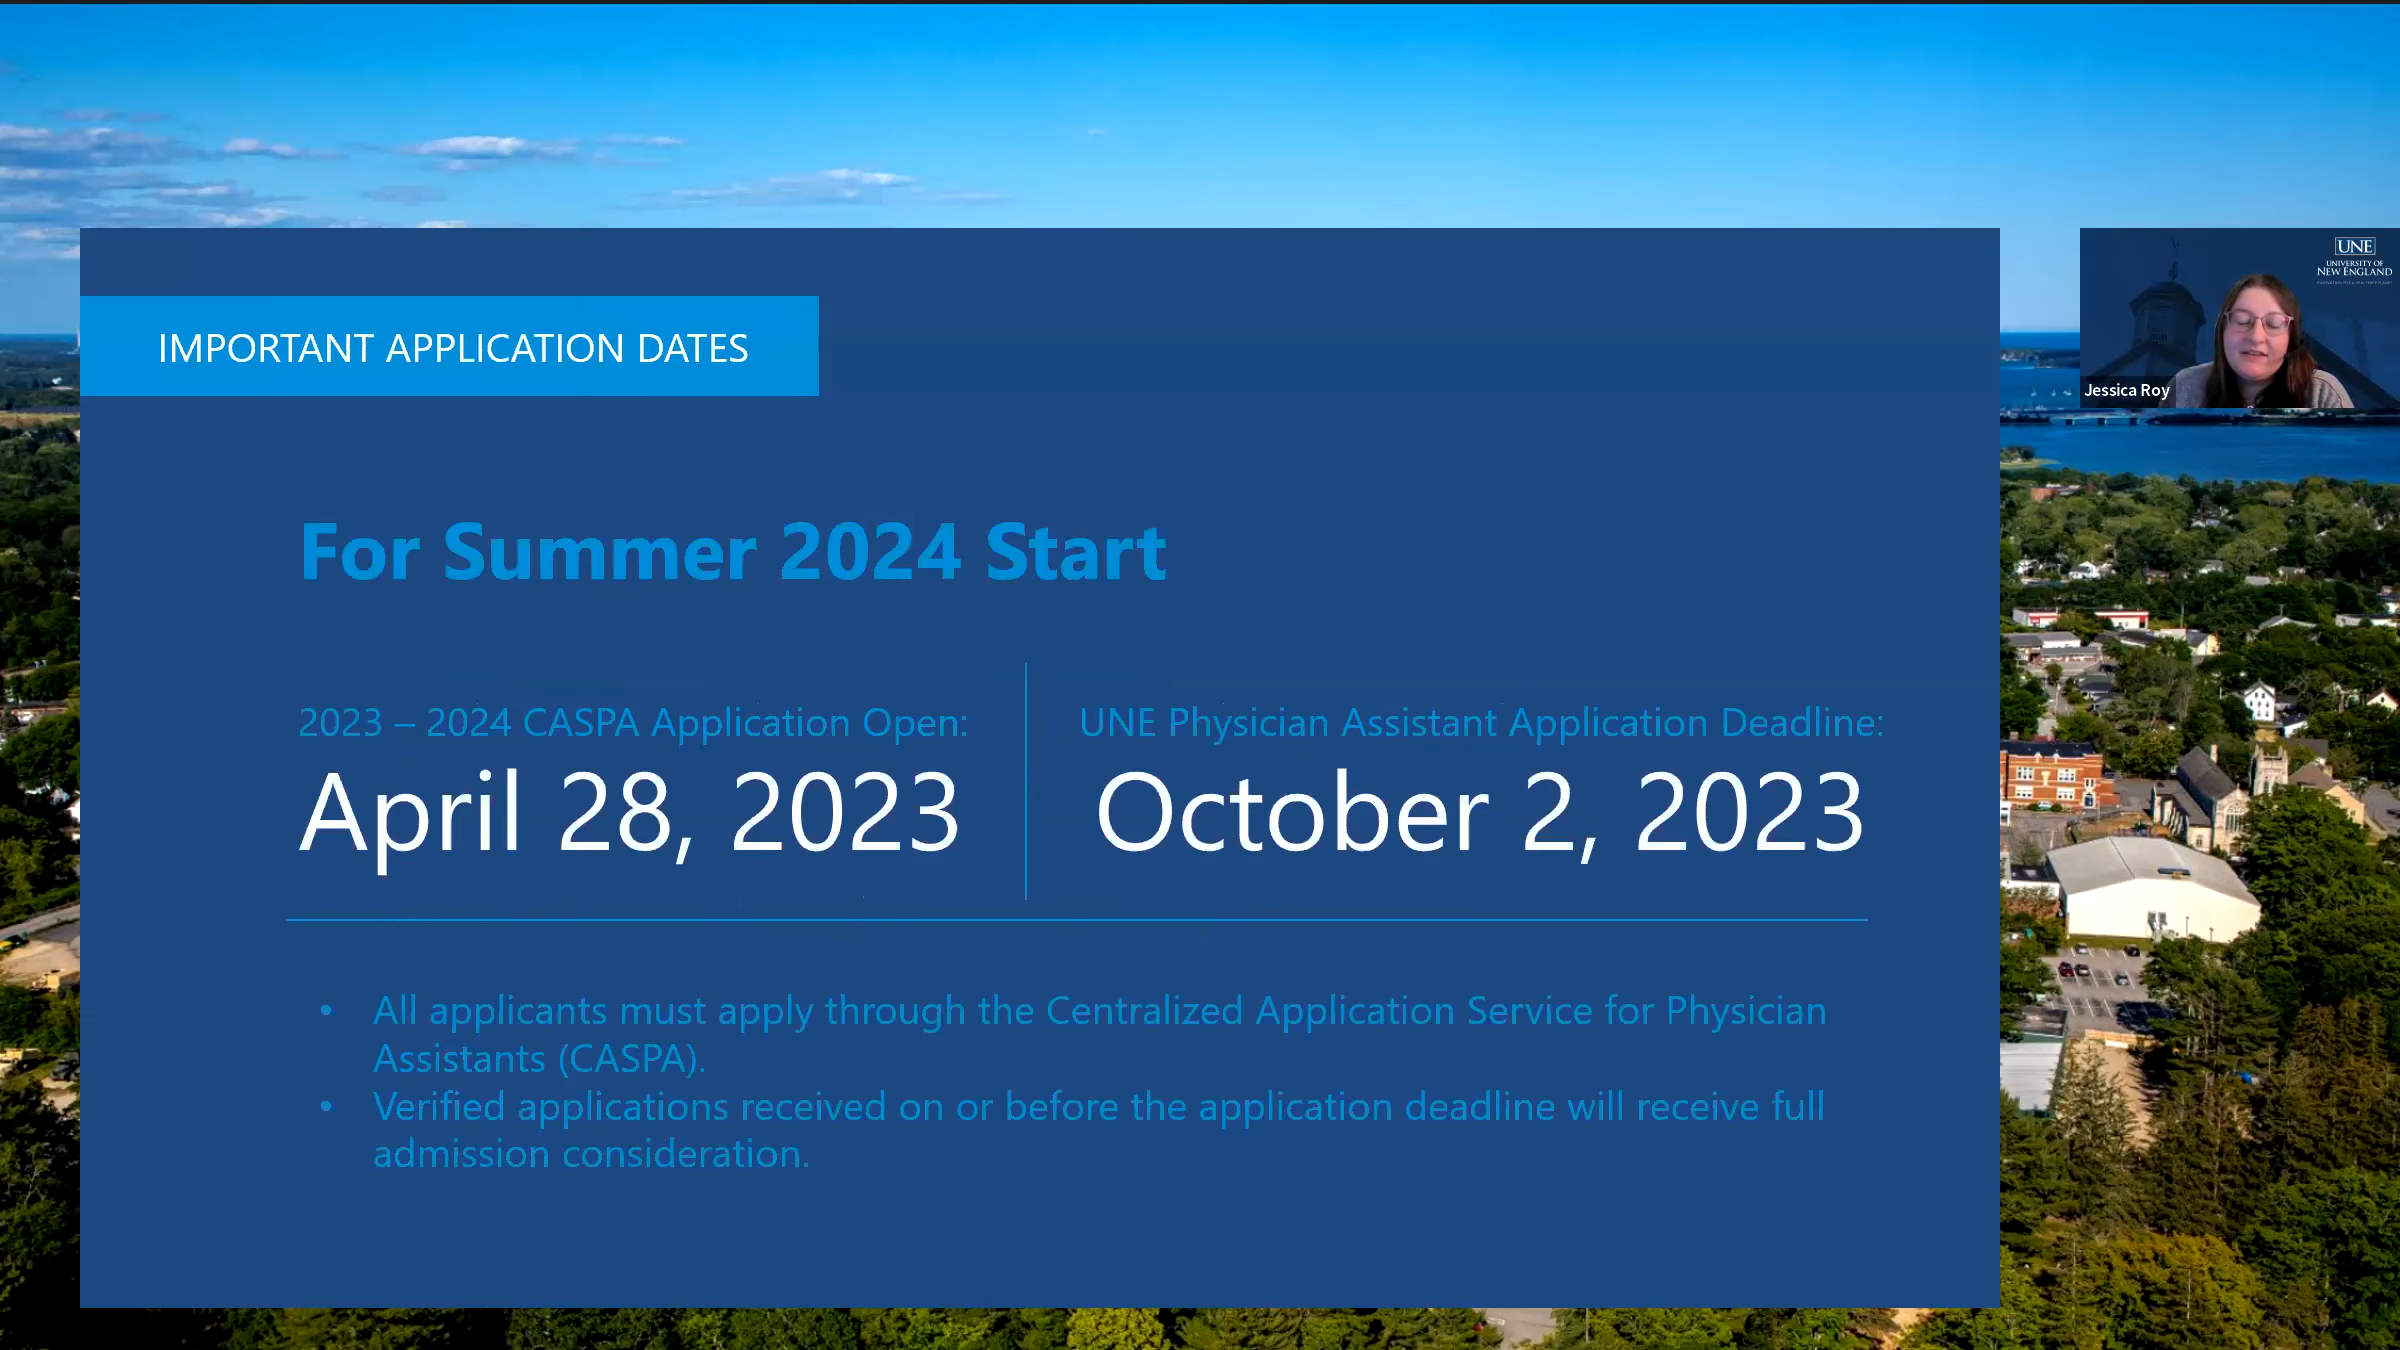 IMPORTANT APPLICATION DATES
For Summer 2024 Start
2023 – 2024 CASPA Application Open:
April 28, 2023
UNE Physician Assistant Application Deadline:
October 2, 2023
• All applicants must apply through the Centralized Application Service for Physician
Assistants (CASPA).
• Verified applications received on or before the application deadline will receive full
admission consideration.
UNE
UNIVERSITY OF
NEW ENGLAND
Jessica Roy